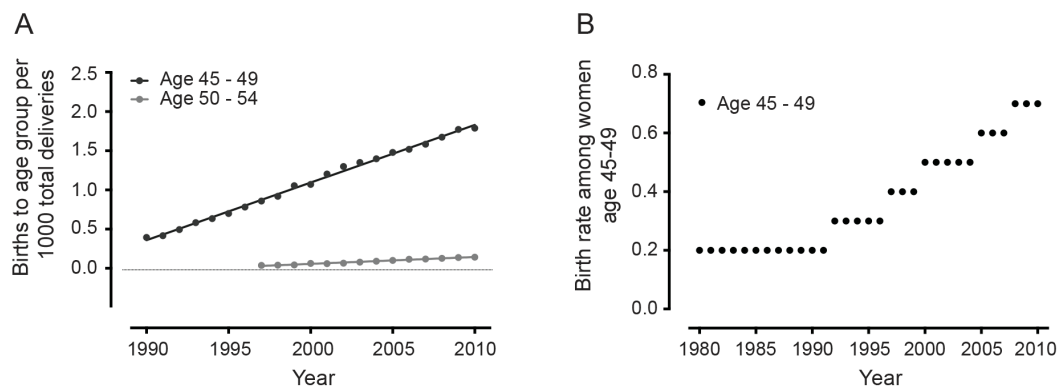 A
Births to age group per
1000 total deliveries
2.5
2.0
1.5
1.0
0.5
0.0
Age 45 - 49
Age 50 - 54
1990
1995
2000
2005
2010
Year
B
Birth rate among women
age 45-49
0.8
0.6
0.4
0.2
0.0
Age 45 - 49
1980
1985
1990
1995
2000
2005
2010
Year